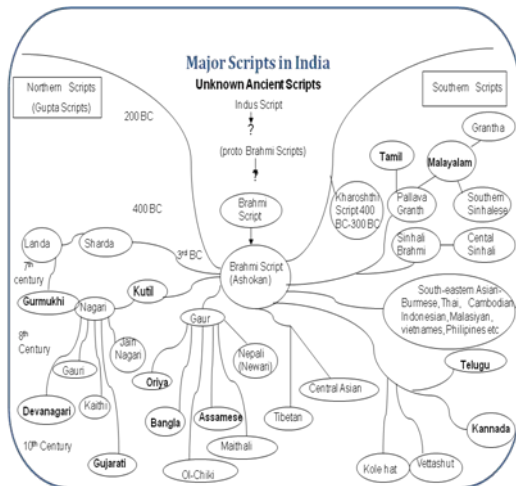 Major Scripts in India
Unknown Ancient Scripts
Northern Scripts
(Gupta Scripts)
Southern Scripts
200 BC
Indus Script
?
(proto Brahmi Scripts)
?
Brahmi
Script
Grantha
Tamil
Malayalam
Kharoshthi
Script 400
BC-300 BC
Pallava
Granth
Southern
Sinhalese
400 BC
Sinhali
Brahmi
Cental
Sinhali
Landa
Sharda
3rd BC
Brahmi Script
(Ashokan)
7th
century
Gurmukhi
Nagari
Kutil
South-eastern Asian-
Burmese, Thai, Cambodian,
Indonesian, Malasiyan,
vietnames, Philipines etc
8th
Century
Gaur
Jain
Nagari
Gauri
Nepali
(Newari)
Telugu
Oriya
Kaithi
Central Asian
Devanagari
Bangla
Assamese
Tibetan
Kannada
10th Century
Maithali
Gujarati
Ol-Chiki
Kole hat
Vettashut